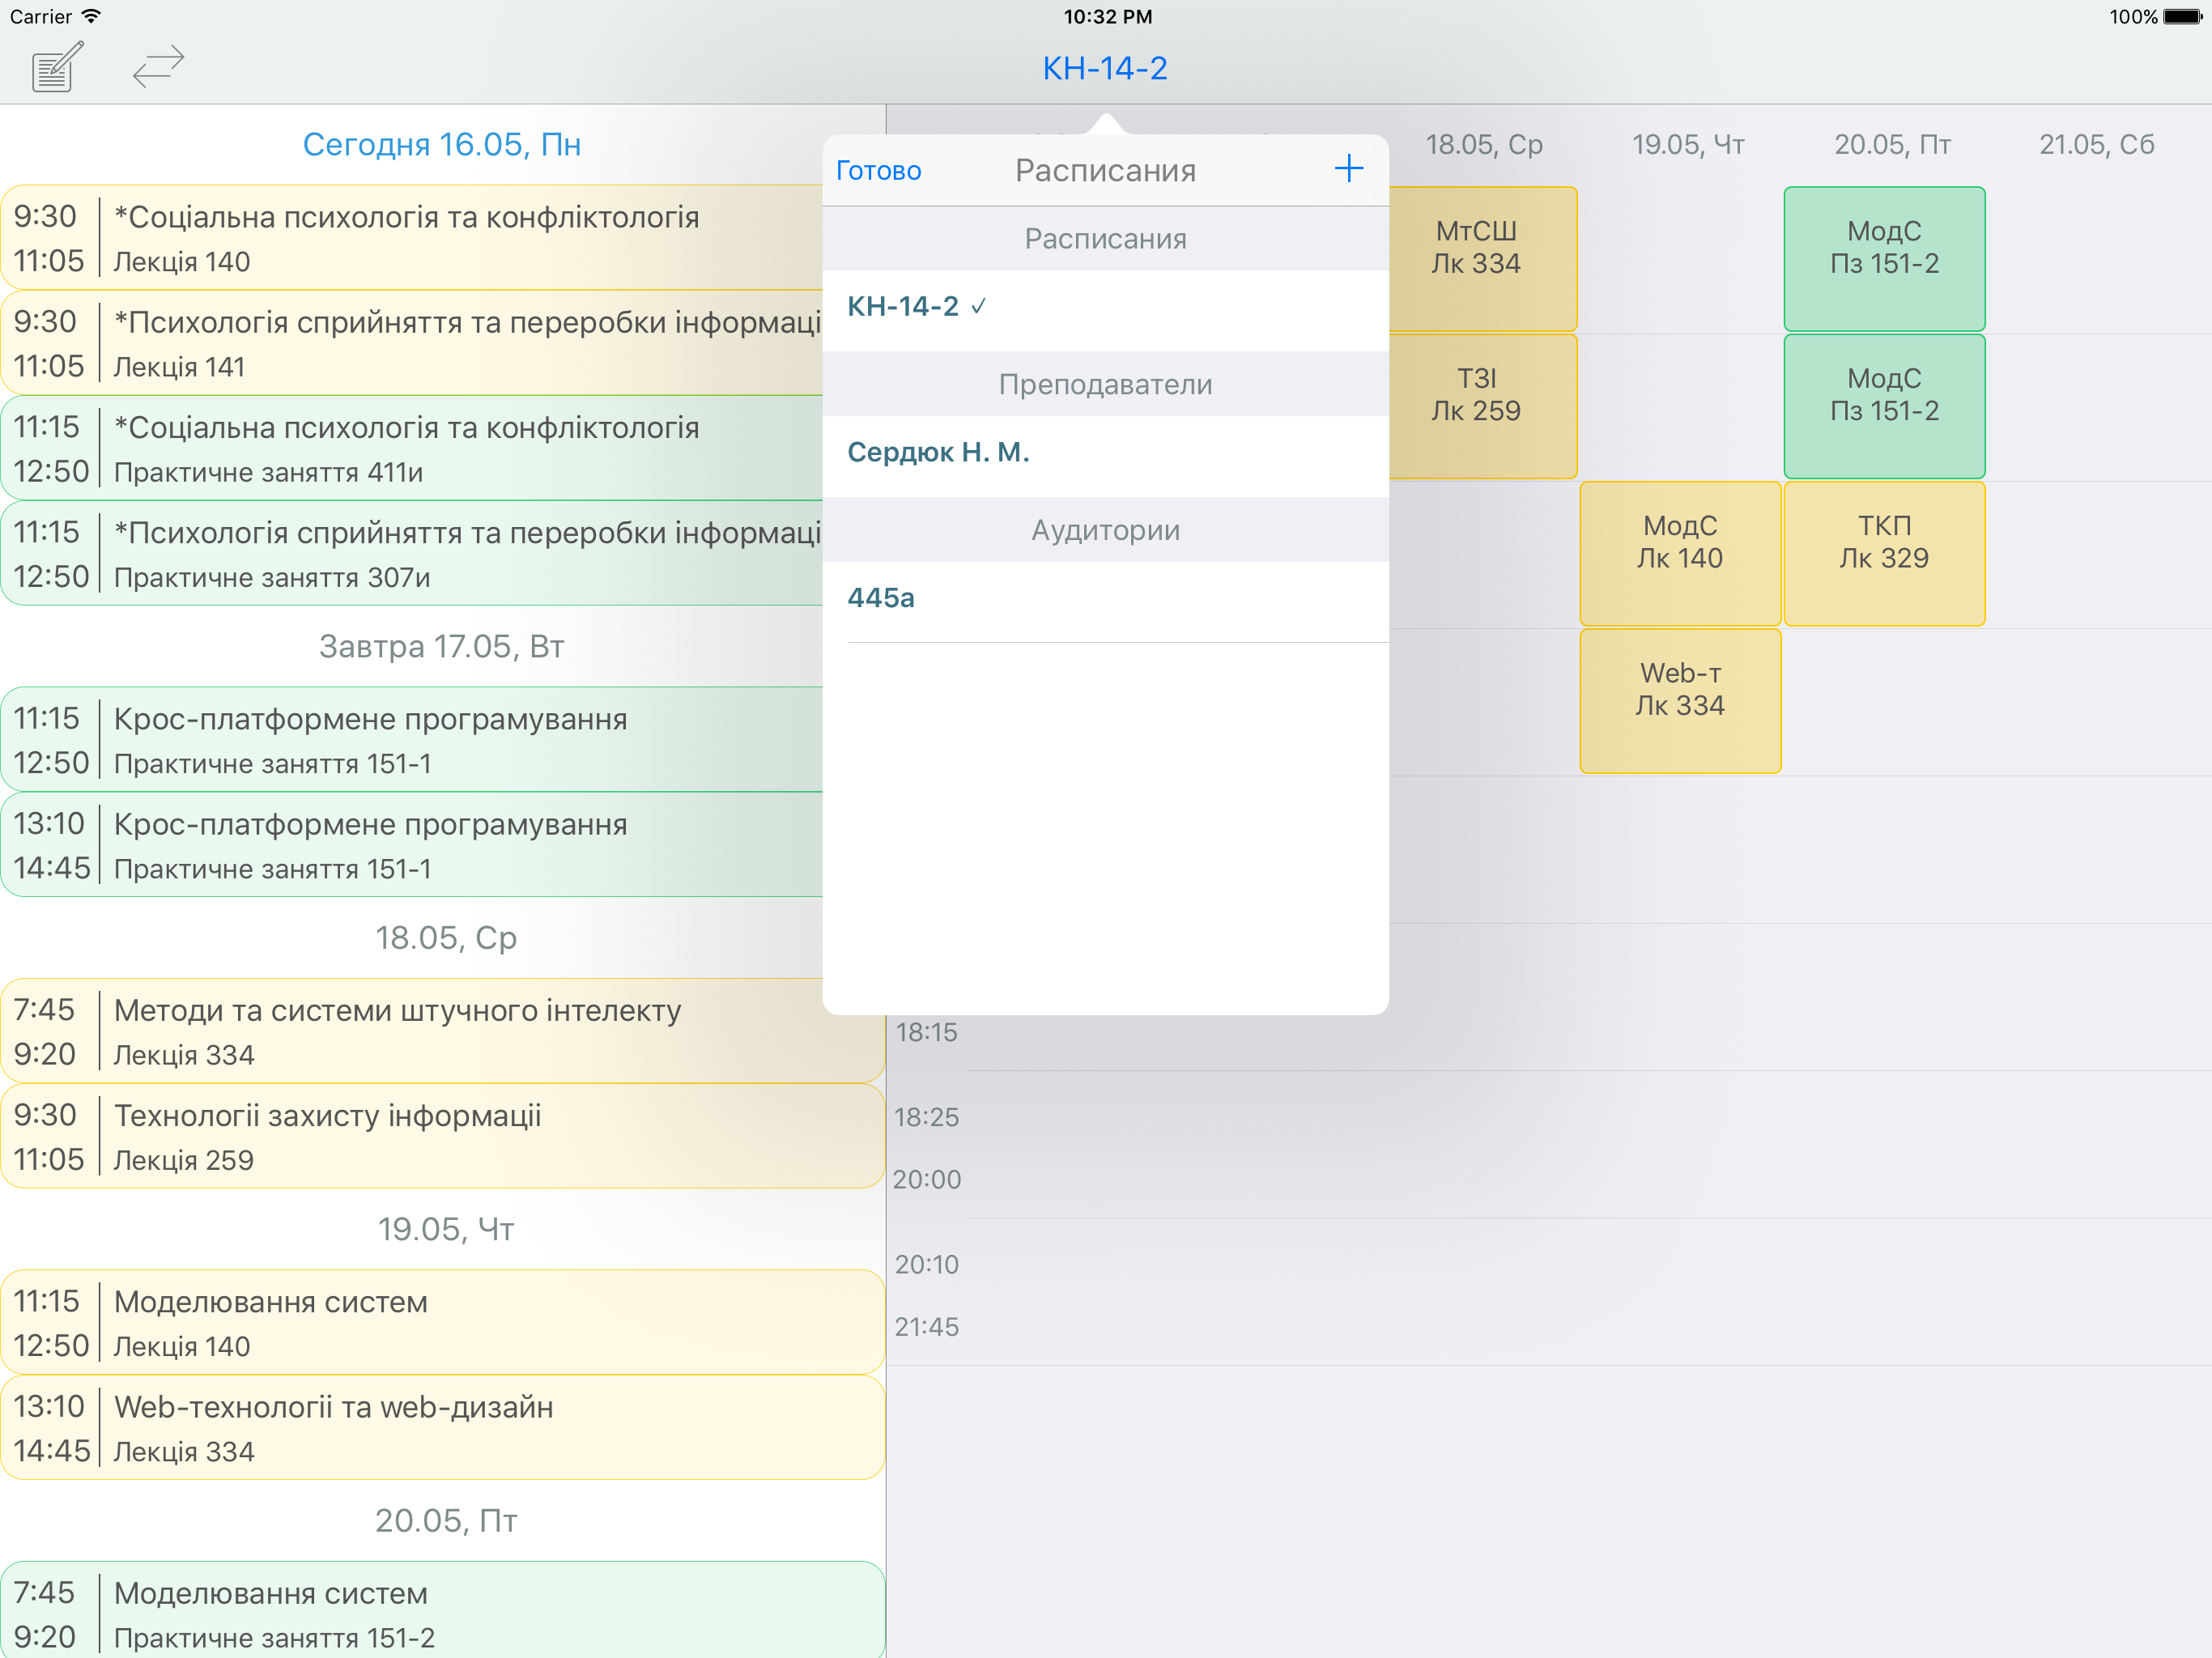 Carrier
10:32 PM
100%
КН-14-2
Сегодня 16.05, Пн
9:30 *Соціальна психологія та конфліктологія
11:05 Лекція 140
9:30 *Психологія сприйняття та переробки інформаці
11:05 Лекція 141
11:15 *Соціальна психологія та конфліктологія
12:50 Практичне заняття 411и
11:15 *Психологія сприйняття та переробки інформаці
12:50 Практичне заняття 307и
Завтра 17.05, Вт
11:15 Крос-платформене програмування
12:50 Практичне заняття 151-1
13:10 Крос-платформене програмування
14:45 Практичне заняття 151-1
18.05, Ср
7:45 Методи та системи штучного інтелекту
9:20 Лекція 334
9:30 Технологіі захисту інформаціі
11:05 Лекція 259
19.05, Чт
11:15 Моделювання систем
12:50 Лекція 140
13:10 Web-технологіі та web-дизайн
14:45 Лекція 334
20.05, Пт
7:45 Моделювання систем
9:20 Практичне заняття 151-2
Готово
Расписания
+
Расписания
КН-14-2 ✓
Преподаватели
Сердюк Н. М.
Аудитории
445а
18.05, Ср
19.05, Чт
20.05, Пт
21.05, Сб
МтСШ
Лк 334
МодС
Пз 151-2
ТЗІ
Лк 259
МодС
Пз 151-2
МодС
Лк 140
ТКП
Лк 329
Web-т
Лк 334
18:15
18:25
20:00
20:10
21:45